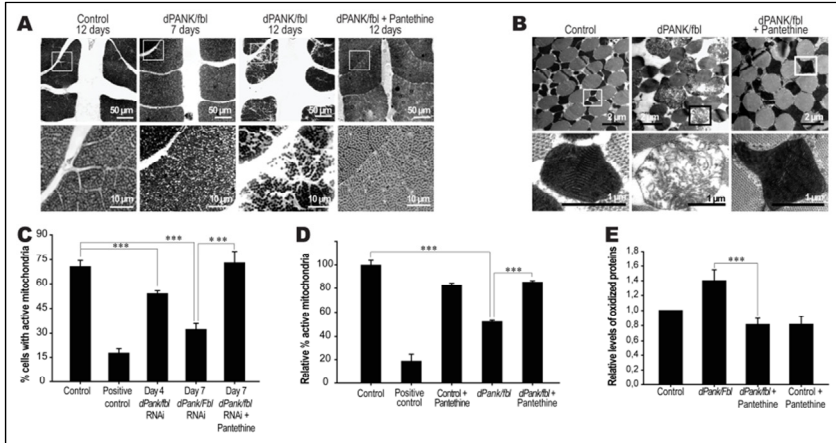 A
Control
12 days
dPANK/fbl
7 days
dPANK/fbl
12 days
dPANK/fbl + Pantethine
12 days
50 µm
50 µm
50 µm
50 µm
10 µm
10 µm
10 µm
10 µm
B
Control
dPANK/fbl
dPANK/fbl
+ Pantethine
2 µm
2 µm
2 µm
1 µm
1 µm
1 µm
C
% cells with active mitochondria
90
75
60
45
30
15
0
***
***
***
Control
Positive
control
Day 4
dPank/fbl
RNAi
Day 7
dPank/Fbl
RNAi
Day 7
dPank/fbl
RNAi +
Pantethine
D
Relative % active mitochondria
120
100
80
60
40
20
0
***
***
Control
Positive
control
Control +
Pantethine
dPank/fbl
dPank/fbl +
Pantethine
E
Relative levels of oxidized proteins
1,8
1,6
1,4
1,2
1,0
0,8
0,6
0,4
0,2
0,0
***
Control
dPank/Fbl
dPank/fbl +
Pantethine
Control +
Pantethine